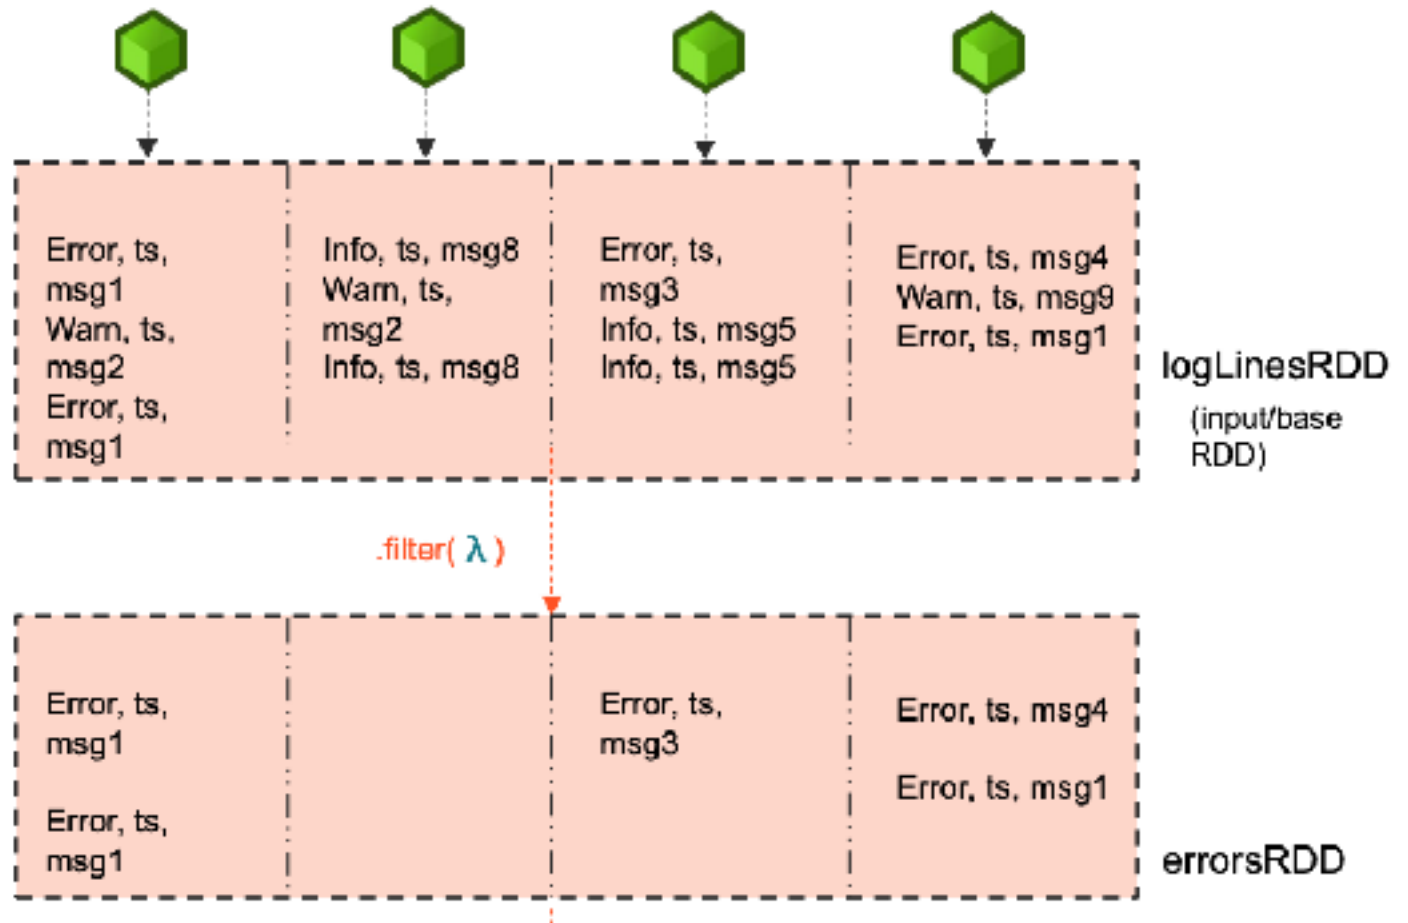 Error, ts,
msg1
Warn, ts,
msg2
Error, ts,
msg1
Info, ts, msg8
Warn, ts,
msg2
Info, ts, msg8
Error, ts,
msg3
Info, ts, msg5
Info, ts, msg5
Error, ts, msg4
Warn, ts, msg9
Error, ts, msg1
logLinesRDD
(input/base
RDD)
.filter( λ )
Error, ts,
msg1
Error, ts,
msg1
Error, ts,
msg3
Error, ts, msg4
Error, ts, msg1
errorsRDD